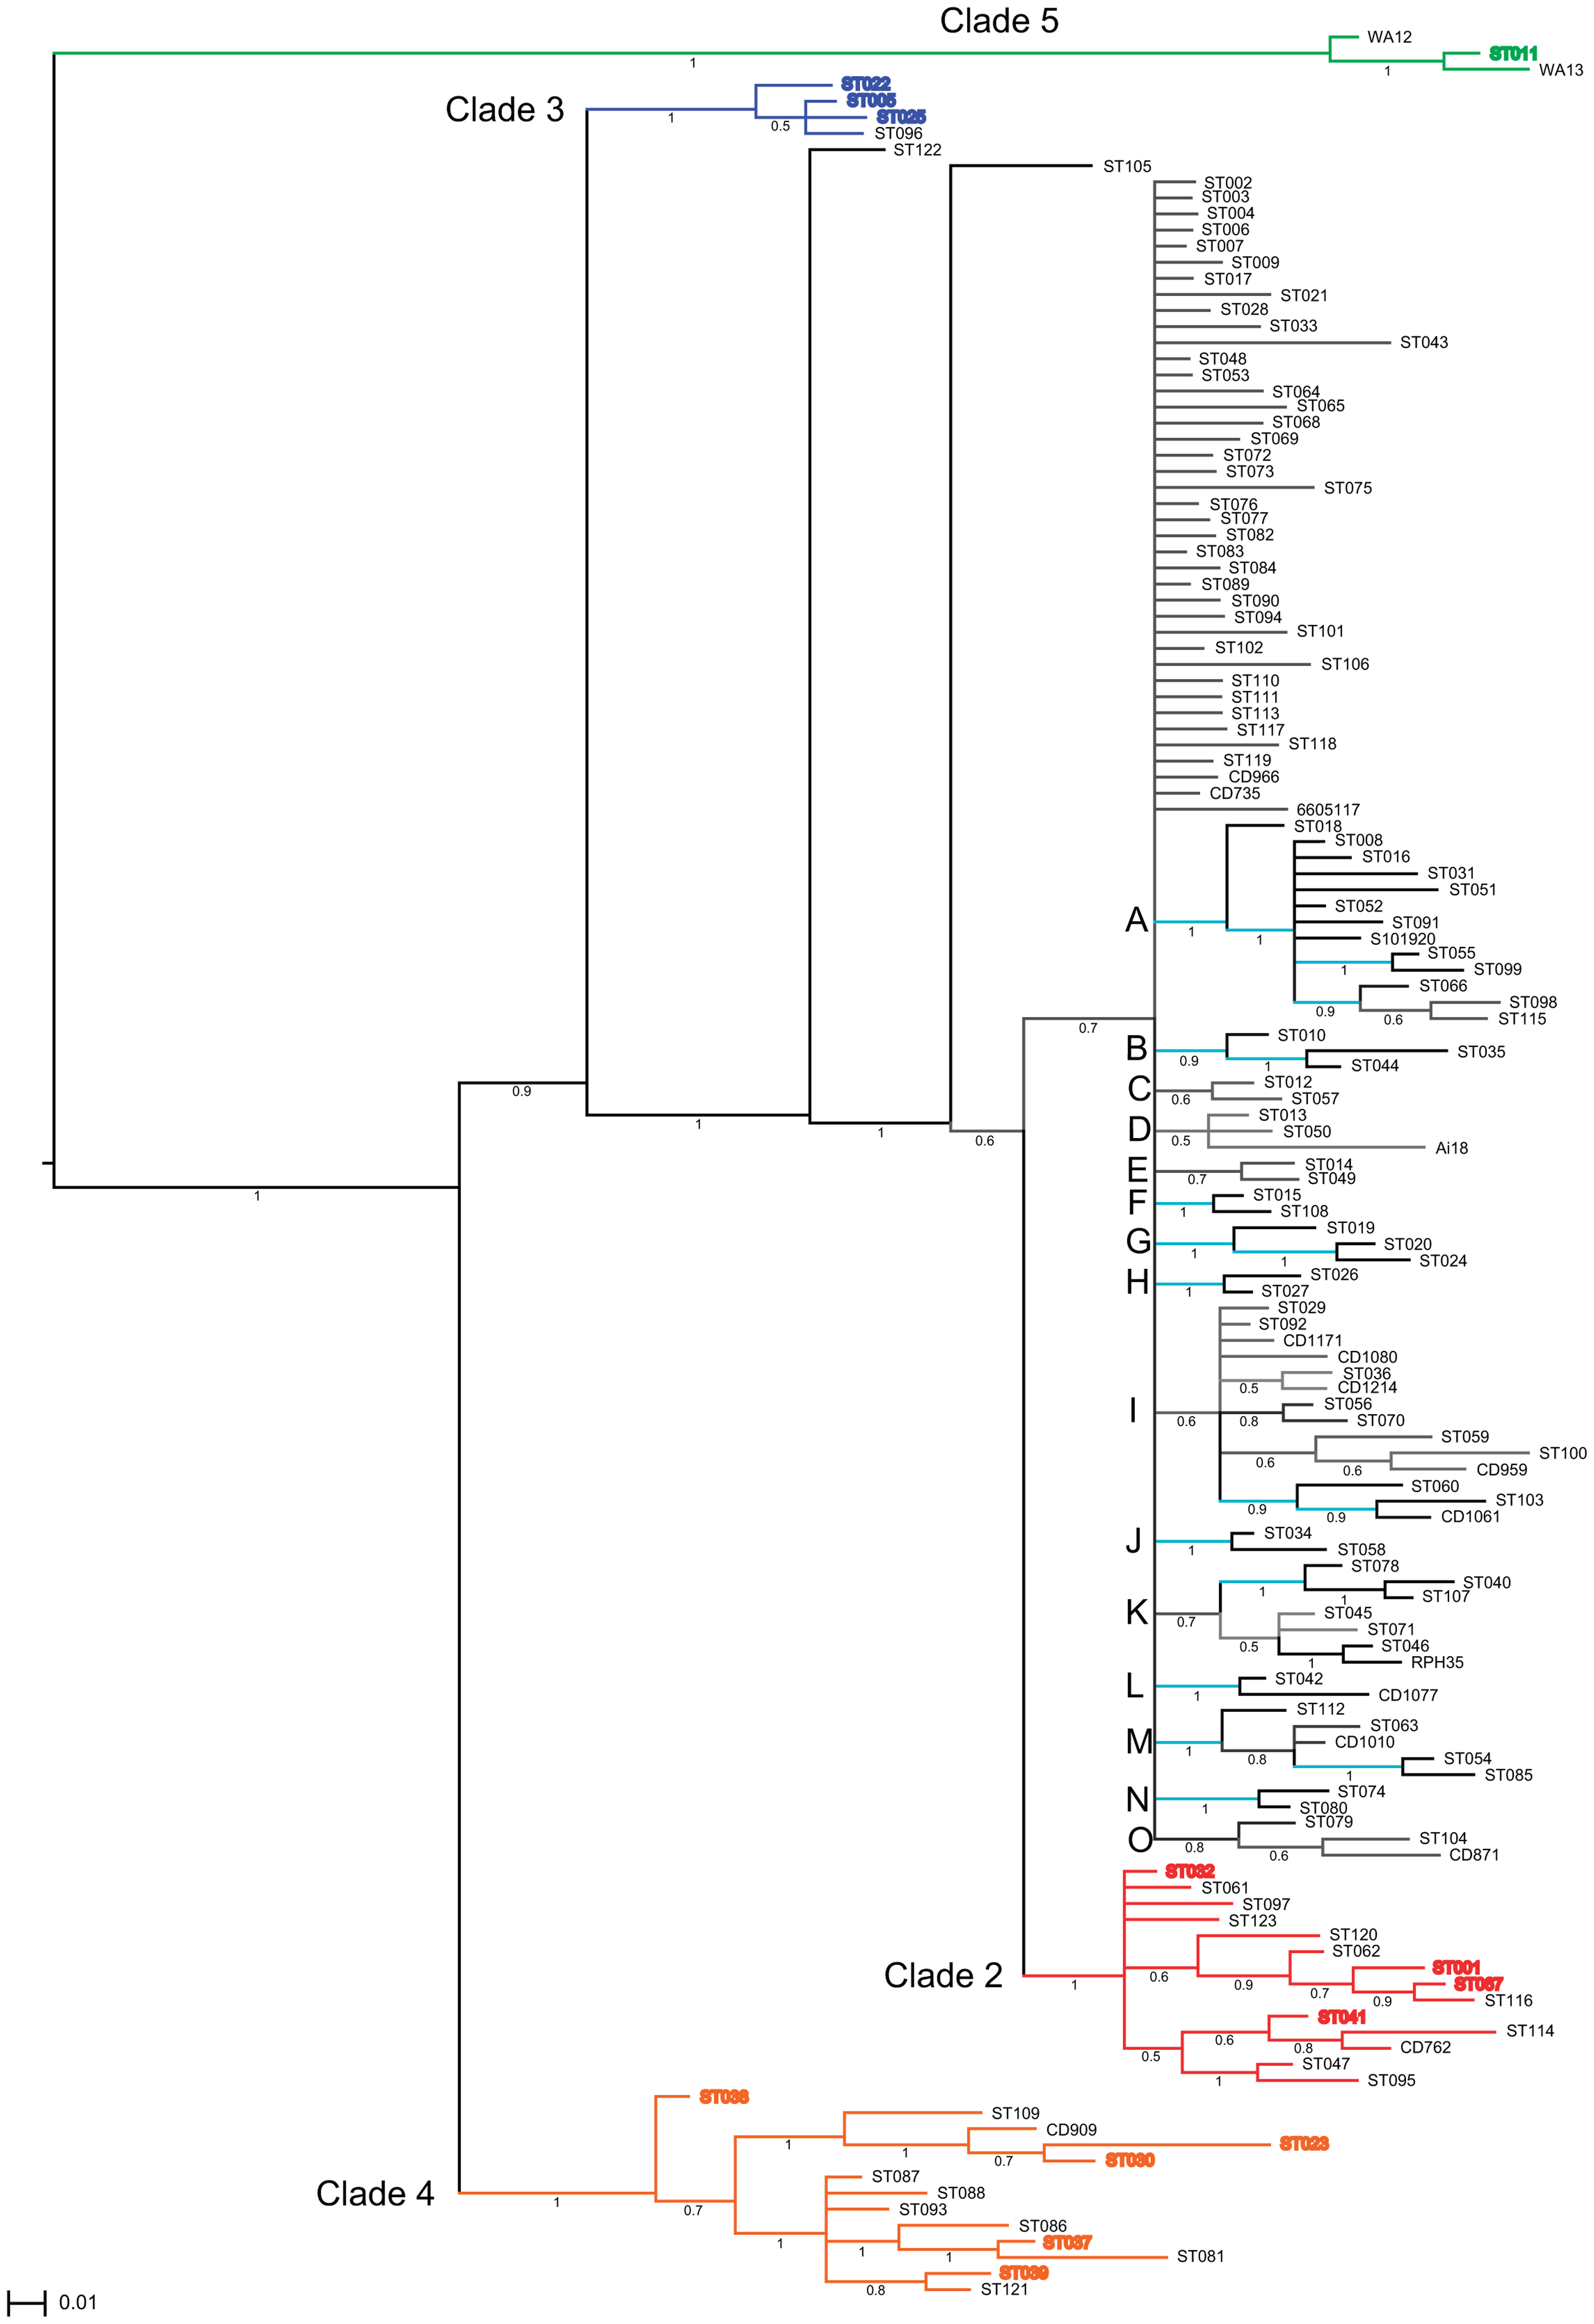 Clade 5
WA12
ST011
1
1
WA13
ST022
Clade 3
ST005
1
ST025
0.5
ST096
ST122
ST105
ST002
ST003
ST004
ST006
ST007
ST009
ST017
ST021
ST028
ST033
ST043
ST048
ST053
ST064
ST065
ST068
ST069
ST072
ST073
ST075
ST076
ST077
ST082
ST083
ST084
ST089
ST090
ST094
ST101
ST102
ST106
ST110
ST111
ST113
ST117
ST118
ST119
CD966
CD735
6605117
ST018
ST008
ST016
ST031
ST051
ST052
A
ST091
1
1
S101920
ST055
1
ST099
ST066
ST098
0.9
0.6
ST115
0.7
ST010
B
ST035
0.9
1
ST044
ST012
C
0.9
0.6
ST057
ST013
1
D
ST050
1
0.6
0.5
Ai18
E
ST014
0.7
ST049
1
F
ST015
1
ST108
ST019
G
ST020
1
1
ST024
H
ST026
1
ST027
ST029
ST092
CD1171
CD1080
ST036
0.5
CD1214
ST056
I
0.6
0.8
ST070
ST059
ST100
0.6
0.6
CD959
ST060
ST103
0.9
0.9
CD1061
ST034
J
1
ST058
ST078
ST040
1
1
ST107
K
ST045
0.7
ST071
0.5
ST046
1
RPH35
ST042
L
1
CD1077
ST112
ST063
M
CD1010
1
0.8
ST054
1
ST085
ST074
N
1
ST080
ST079
O
ST104
0.8
0.6
CD871
ST032
ST061
ST097
ST123
ST120
ST062
Clade 2
ST001
1
0.6
0.9
ST067
0.7
0.9
ST116
ST041
ST114
0.6
0.8
CD762
0.5
ST047
1
ST095
ST038
ST109
CD909
1
ST023
1
0.7
ST030
ST087
Clade 4
ST088
1
0.7
ST093
ST086
1
ST037
1
1
ST081
ST039
0.8
ST121
0.01